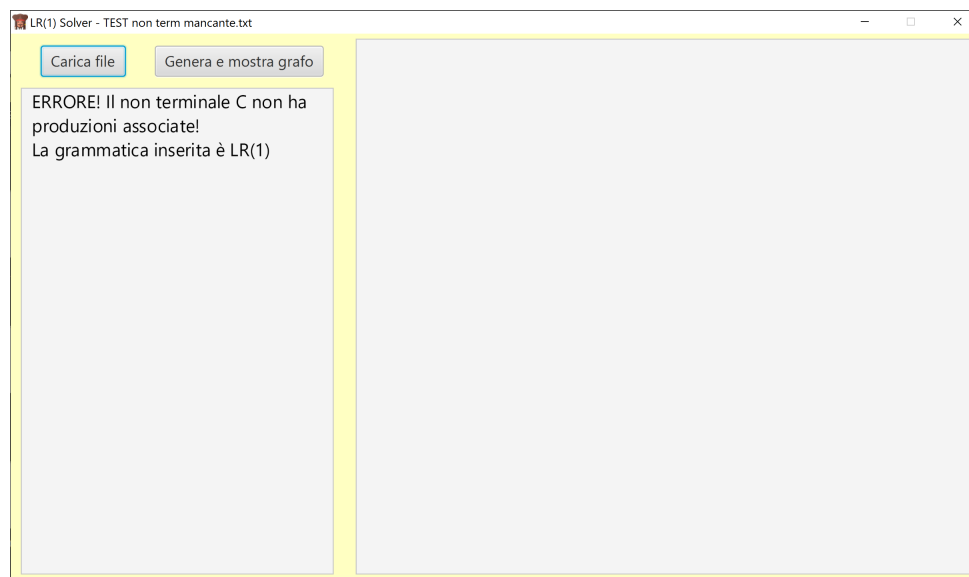 LR(1) Solver - TEST non term mancante.txt
Carica file
Genera e mostra grafo
ERRORE! Il non terminale C non ha
produzioni associate!
La grammatica inserita è LR(1)